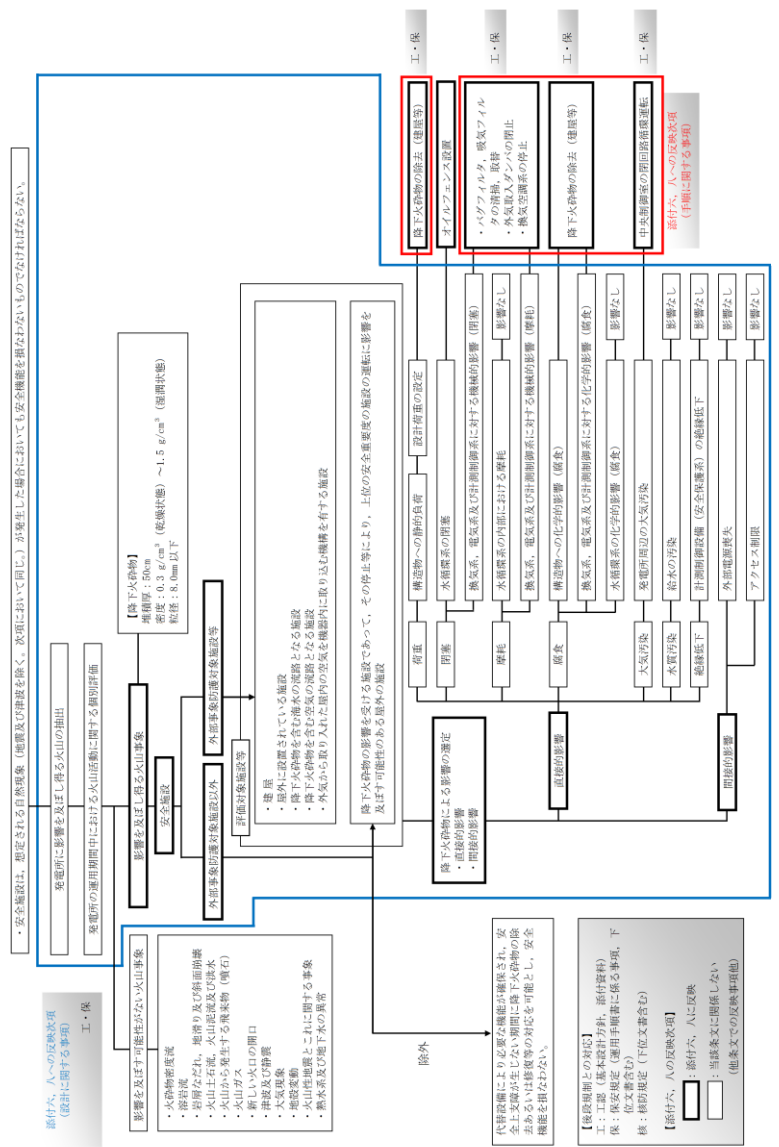 ・安全施設は，想定される自然現象（地震及び津波を除く。次項において同じ。）が発生した場合においても安全機能を損なわないものでなければならない。
添付六，八への反映次項
（設計に関する事項）
工・保
発電所に影響を及ぼし得る火山の抽出
発電所の運用期間中における火山活動に関する個別評価
影響を及ぼす可能性がない火山事象
・火砕物密度流
・溶岩流
・岩屑なだれ，地滑り及び斜面崩壊
・火山土石流，火山泥流及び洪水
・火山から発生する飛来物（噴石）
・火山ガス
・新しい火口の開口
・津波及び静振
・大気現象
・地殻変動
・火山性地震とこれに関する事象
・熱水系及び地下水の異常
影響を及ぼし得る火山事象
【降下火砕物】
堆積厚：50cm
密度：0.3 g/cm³（乾燥状態）～1.5 g/cm³（湿潤状態）
粒径：8.0mm 以下
安全施設
外部事象防護対象施設以外
外部事象防護対象施設等
評価対象施設等
・建屋
・屋外に設置されている施設
・降下火砕物を含む海水の流路となる施設
・降下火砕物を含む空気の流路となる施設
・外気から取り入れた屋内の空気を機器内に取り込む機構を有する施設
降下火砕物の影響を受ける施設であって，その停止等により，上位の安全重要度の施設の運転に影響を
及ぼす可能性のある屋外の施設
除外
代替設備により必要な機能が確保され，安
全上支障が生じない期間に降下火砕物の除
去あるいは修復等の対応を可能とし，安全
機能を損なわない。
降下火砕物による影響の選定
・直接的影響
・間接的影響
直接的影響
間接的影響
荷重
構造物への静的負荷
設計荷重の設定
降下火砕物の除去（建屋等）
工・保
閉塞
水循環系の閉塞
オイルフェンス設置
換気系，電気系及び計測制御系に対する機械的影響（閉塞）
・バグフィルタ，吸気フィル
タの清掃，取替
・外気取入ダンパの閉止
・換気空調系の停止
工・保
摩耗
水循環系の内部における摩耗
影響なし
換気系，電気系及び計測制御系に対する機械的影響（摩耗）
腐食
構造物への化学的影響（腐食）
降下火砕物の除去（建屋等）
工・保
換気系，電気系及び計測制御系に対する化学的影響（腐食）
水循環系の化学的影響（腐食）
影響なし
大気汚染
発電所周辺の大気汚染
中央制御室の閉回路循環運転
工・保
水質汚染
給水の汚染
影響なし
絶縁低下
計測制御設備（安全保護系）の絶縁低下
影響なし
外部電源喪失
影響なし
アクセス制限
影響なし
添付六，八への反映次項
（手順に関する事項）
【後段規制との対応】
工：工認（基本設計方針，添付資料）
保：保安規定（運用手順書に係る事項，下
位文書含む）
核：核防規定（下位文書含む）
【添付六，八の反映次項】
：添付六，八に反映
：当該条文に関係しない
（他条文での反映事項他）